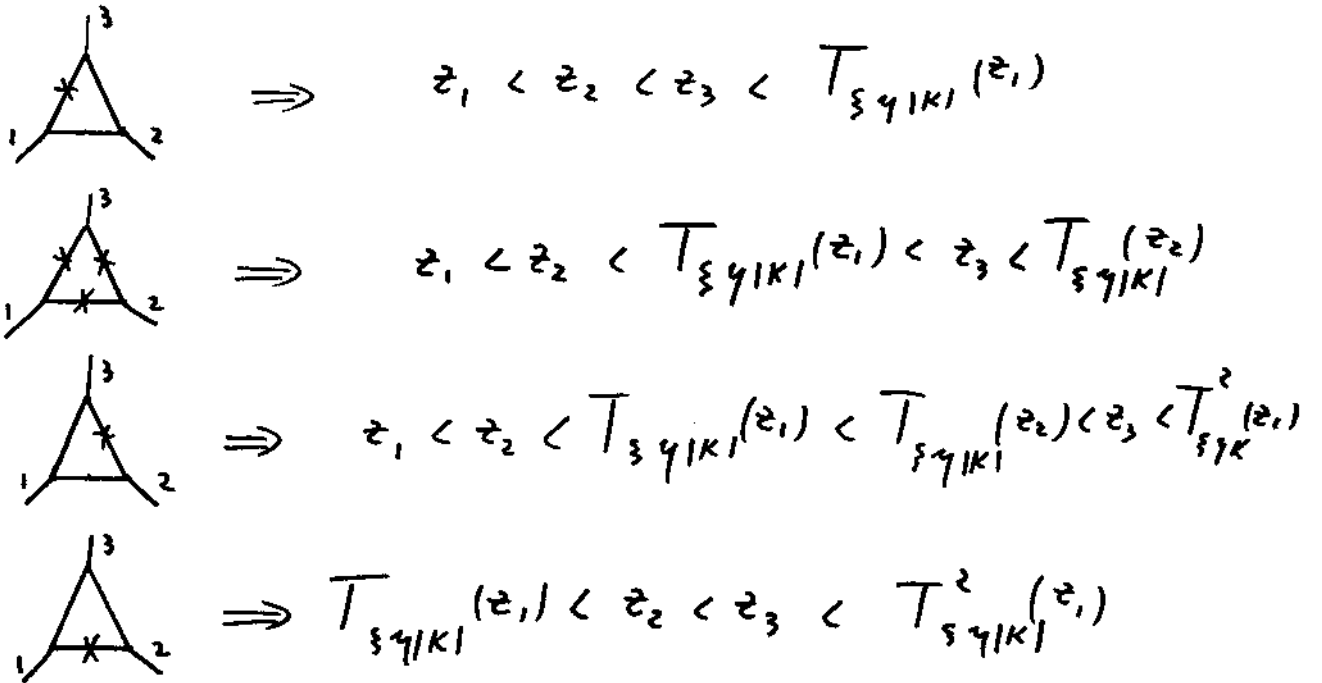 3
1 2 ⟹ z₁ < z₂ < z₃ < T_{ξη|K|}(z₁)
3
1 2 ⟹ z₁ < z₂ < T_{ξη|K|}(z₁) < z₃ < T_{ξη|K|}(z₂)
3
1 2 ⟹ z₁ < z₂ < T_{ξη|K|}(z₁) < T_{ξη|K|}(z₂) < z₃ < T²_{ξηK}(z₁)
3
1 2 ⟹ T_{ξη|K|}(z₁) < z₂ < z₃ < T²_{ξη|K|}(z₁)